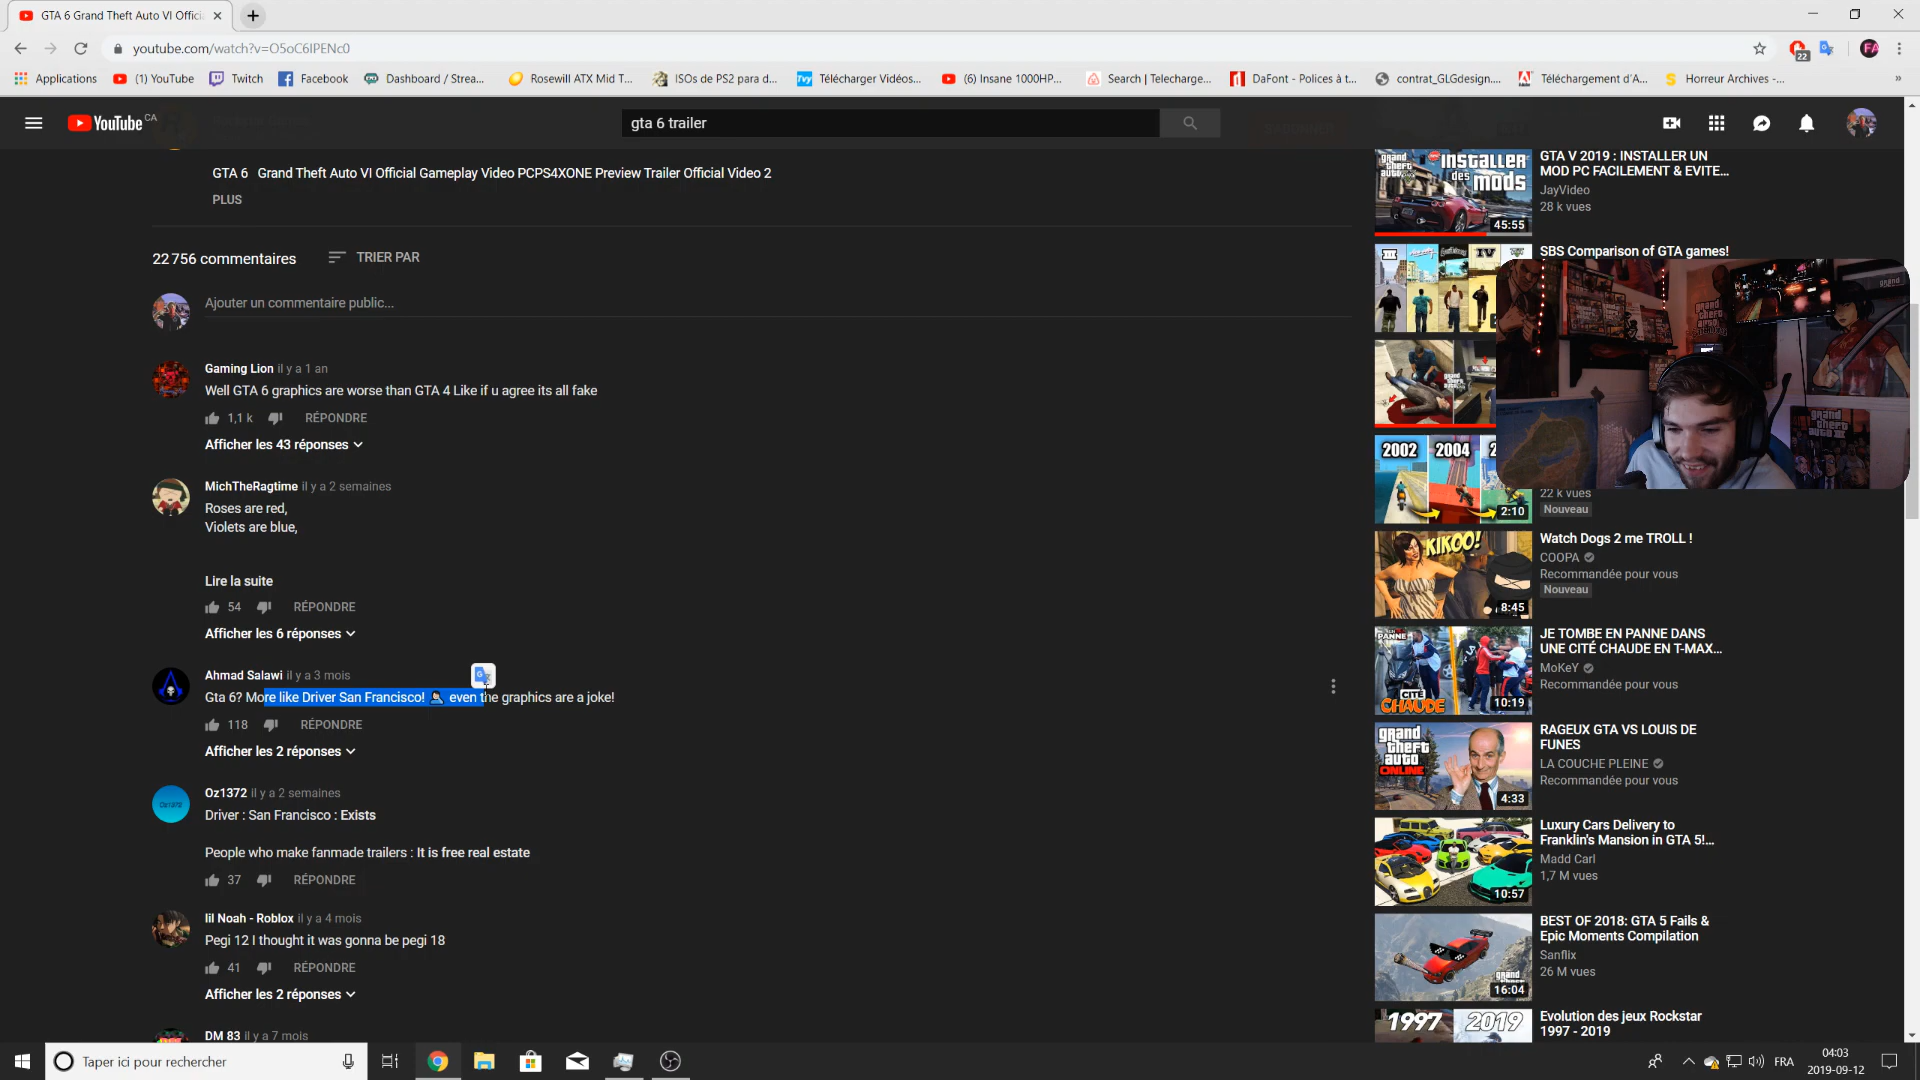 GTA 6 Grand Theft Auto VI Offici
youtube.com/watch?v=O5oC6IPENc0
22
FA
Applications
(1) YouTube
Twitch
Facebook
Dashboard / Strea...
Rosewill ATX Mid T...
ISOs de PS2 para d...
Télécharger Vidéos...
(6) Insane 1000HP...
Search | Telecharge...
DaFont - Polices à t...
contrat_GLGdesign....
Téléchargement d'A...
Horreur Archives -...
YouTube CA
gta 6 trailer
GTA 6 Grand Theft Auto VI Official Gameplay Video PCPS4XONE Preview Trailer Official Video 2
PLUS
22 756 commentaires
TRIER PAR
Ajouter un commentaire public...
Gaming Lion il y a 1 an
Well GTA 6 graphics are worse than GTA 4 Like if u agree its all fake
1,1 k RÉPONDRE
Afficher les 43 réponses
MichTheRagtime il y a 2 semaines
Roses are red,
Violets are blue,
Lire la suite
54 RÉPONDRE
Afficher les 6 réponses
Ahmad Salawi il y a 3 mois
Gta 6? More like Driver San Francisco! even the graphics are a joke!
118 RÉPONDRE
Afficher les 2 réponses
Oz1372 il y a 2 semaines
Driver : San Francisco : Exists
People who make fanmade trailers : It is free real estate
37 RÉPONDRE
lil Noah - Roblox il y a 4 mois
Pegi 12 I thought it was gonna be pegi 18
41 RÉPONDRE
Afficher les 2 réponses
DM 83 il y a 7 mois
INSTALLER
des MODS
45:55
GTA V 2019 : INSTALLER UN
MOD PC FACILEMENT & EVITE...
JayVideo
28 k vues
III
IV
SBS Comparison of GTA games!
2002 2004
2:10
22 k vues
Nouveau
KIKOO!
8:45
Watch Dogs 2 me TROLL !
COOPA
Recommandée pour vous
Nouveau
EN PANNE
CITÉ
CHAUDE
10:19
JE TOMBE EN PANNE DANS
UNE CITÉ CHAUDE EN T-MAX...
MoKeY
Recommandée pour vous
grand
theft
auto
ONLINE
4:33
RAGEUX GTA VS LOUIS DE
FUNES
LA COUCHE PLEINE
Recommandée pour vous
10:57
Luxury Cars Delivery to
Franklin's Mansion in GTA 5!...
Madd Carl
1,7 M vues
16:04
BEST OF 2018: GTA 5 Fails &
Epic Moments Compilation
Sanflix
26 M vues
1997 2019
Evolution des jeux Rockstar
1997 - 2019
Taper ici pour rechercher
FRA
04:03
2019-09-12